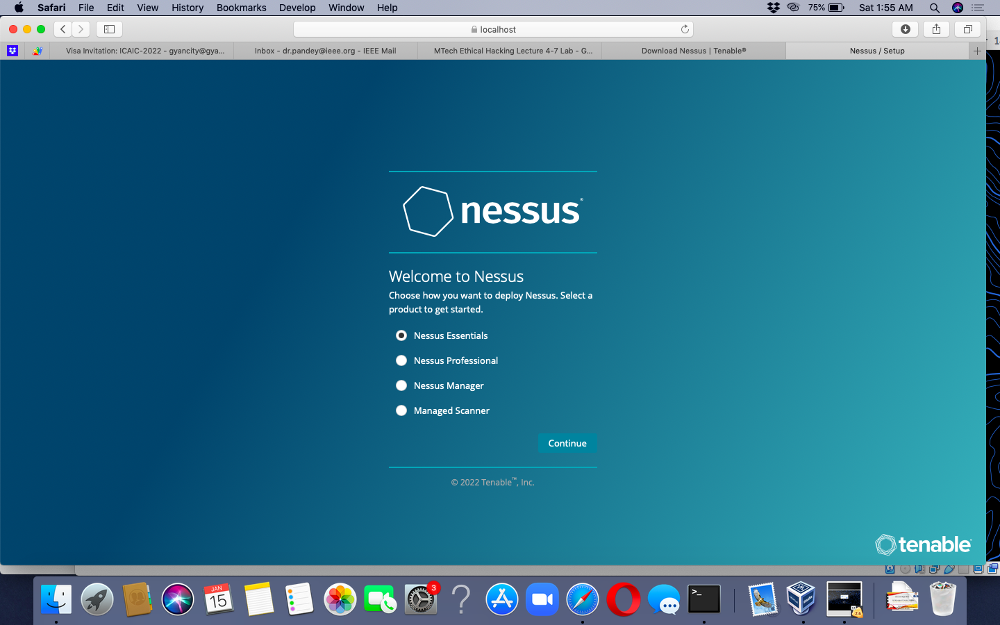 Safari File Edit View History Bookmarks Develop Window Help 75% Sat 1:55 AM
localhost
Visa Invitation: ICAIC-2022 - gyancity@gya... Inbox - dr.pandey@ieee.org - IEEE Mail MTech Ethical Hacking Lecture 4-7 Lab - G... Download Nessus | Tenable® Nessus / Setup
nessus®
Welcome to Nessus
Choose how you want to deploy Nessus. Select a
product to get started.
Nessus Essentials
Nessus Professional
Nessus Manager
Managed Scanner
Continue
© 2022 Tenable™, Inc.
tenable®
JAN
15
3
>_
2.6